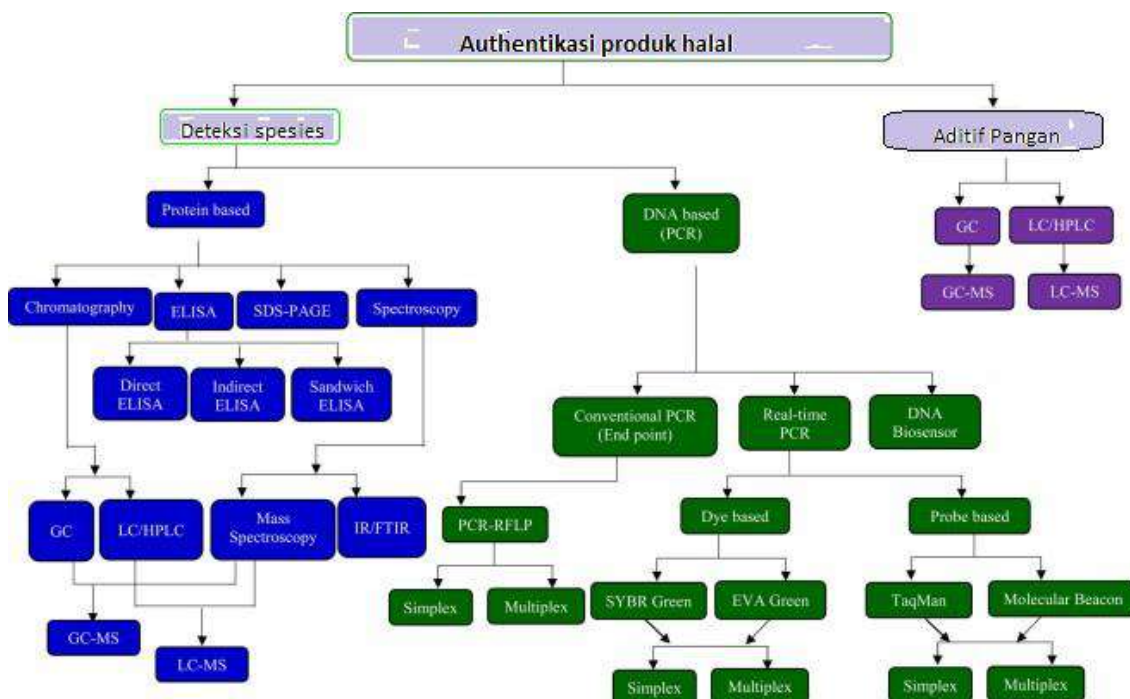 Authentikasi produk halal
Deteksi spesies
Aditif Pangan
Protein based
DNA based
(PCR)
GC
LC/HPLC
GC-MS
LC-MS
Chromatography
ELISA
SDS-PAGE
Spectroscopy
Direct
ELISA
Indirect
ELISA
Sandwich
ELISA
Conventional PCR
(End point)
Real-time
PCR
DNA
Biosensor
GC
LC/HPLC
Mass
Spectroscopy
IR/FTIR
PCR-RFLP
Dye based
Probe based
Simplex
Multiplex
SYBR Green
EVA Green
TaqMan
Molecular Beacon
GC-MS
LC-MS
Simplex
Multiplex
Simplex
Multiplex